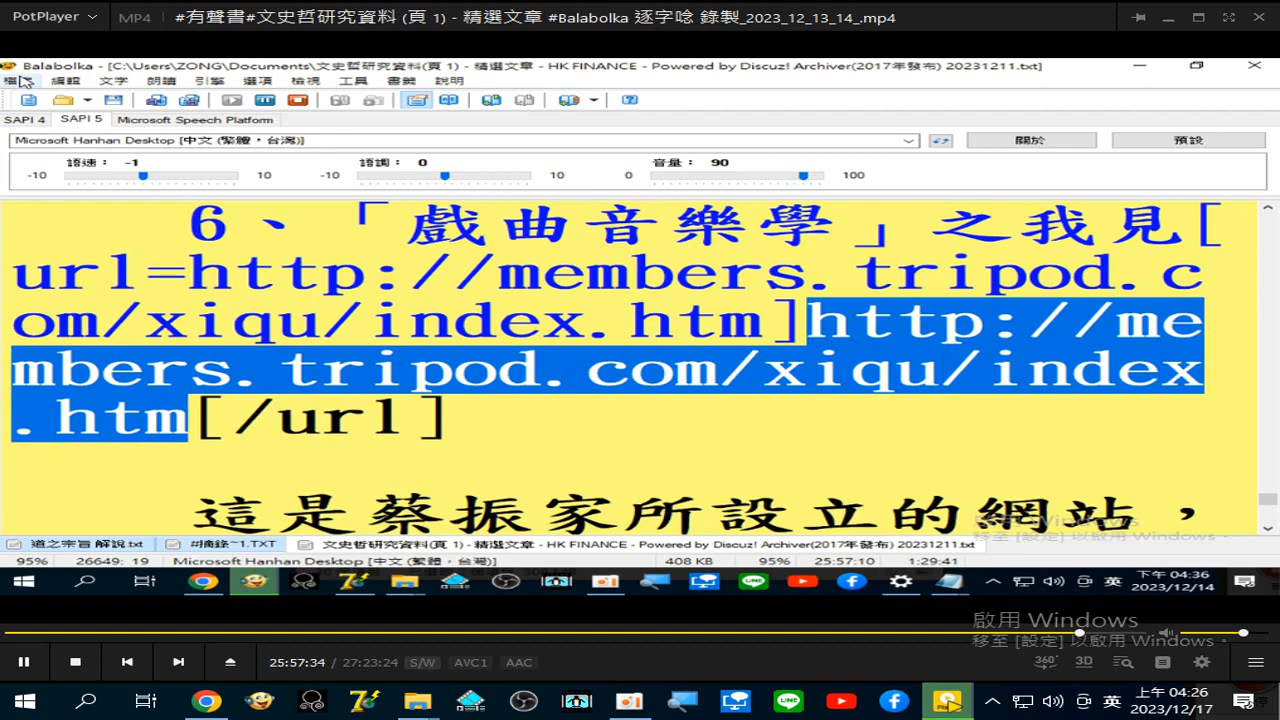 PotPlayer MP4 #有聲書#文史哲研究資料 (頁 1) - 精選文章 #Balabolka 逐字唸 錄製_2023_12_13_14_.mp4
Balabolka - [C:\Users\ZONG\Documents\文史哲研究資料(頁 1) - 精選文章 - HK FINANCE - Powered by Discuz! Archiver(2017年發布) 20231211.txt]
檔案 編輯 文字 朗讀 引擎 選項 檢視 工具 書籤 說明
SAPI 4 SAPI 5 Microsoft Speech Platform
Microsoft Hanhan Desktop [中文 (繁體，台灣)] 關於 預設
語速： -1 語調： 0 音量： 90
-10 10 -10 10 0 100
6、「戲曲音樂學」之我見[
url=http://members.tripod.c
om/xiqu/index.htm]http://me
mbers.tripod.com/xiqu/index
.htm[/url]
這是蔡振家所設立的網站，
啟用 Windows
移至 [設定] 以啟用 Windows。
道之宗旨 解說.txt #摘錄~1.TXT 文史哲研究資料(頁 1) - 精選文章 - HK FINANCE - Powered by Discuz! Archiver(2017年發布) 20231211.txt
95% 26649: 19 Microsoft Hanhan Desktop [中文 (繁體，台灣)] 408 KB 95% 25:57:10 1:29:41
英 下午 04:36
2023/12/14
啟用 Windows
移至 [設定] 以啟用 Windows。
25:57:34 / 27:23:24 S/W AVC1 AAC 360° 3D
英 上午 04:26
2023/12/17